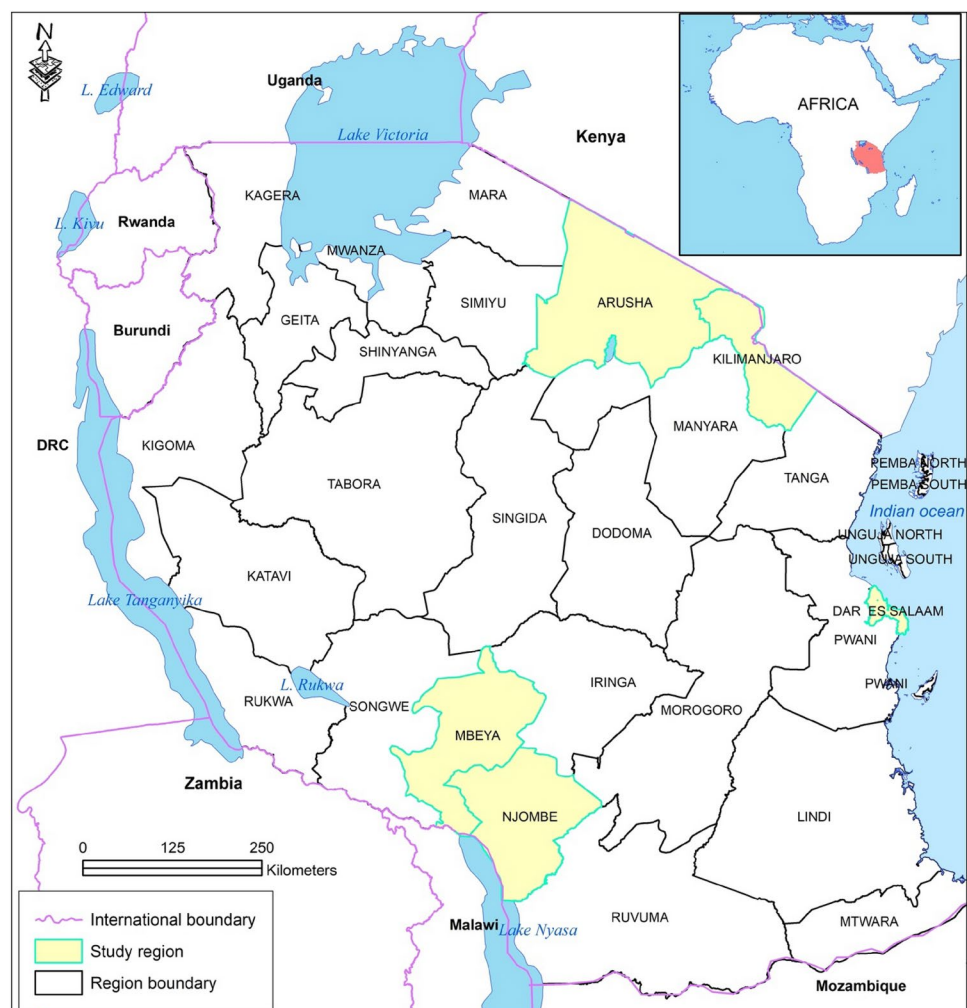 N
Uganda
L. Edward
AFRICA
Lake Victoria
Kenya
KAGERA
MARA
L. Kivu
Rwanda
MWANZA
SIMIYU
ARUSHA
GEITA
Burundi
SHINYANGA
KILIMANJARO
MANYARA
DRC
KIGOMA
PEMBA NORTH
TANGA
TABORA
PEMBA SOUTH
SINGIDA
Indian ocean
DODOMA
UNGUJA NORTH
UNGUJA SOUTH
KATAVI
Lake Tanganyika
DAR ES SALAAM
PWANI
L. Rukwa
IRINGA
PWANI
RUKWA
SONGWE
MOROGORO
MBEYA
Zambia
NJOMBE
LINDI
0 125 250
Kilometers
International boundary
Malawi
Lake Nyasa
RUVUMA
MTWARA
Study region
Region boundary
Mozambique